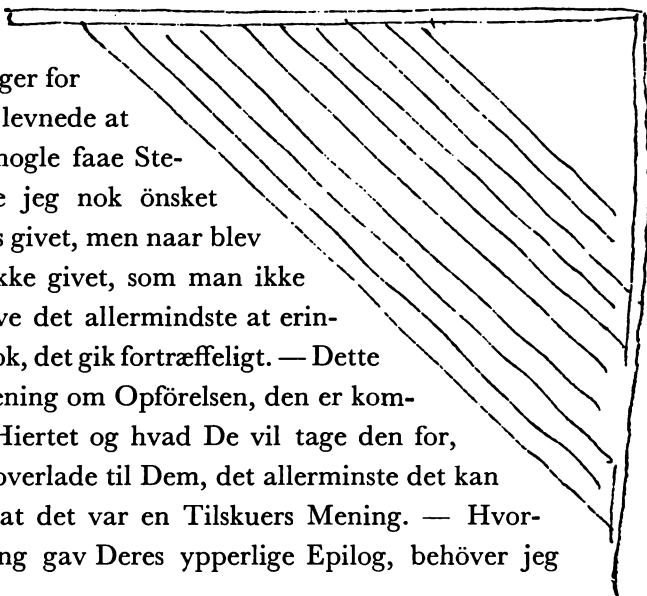 ger for
levnede at
nogle faae Ste-
jeg nok önsket
givet, men naar blev
kke givet, som man ikke
ve det allermindste at erin-
ok, det gik fortræffeligt. — Dette
ening om Opförelsen, den er kom-
Hiertet og hvad De vil tage den for,
overlade til Dem, det allerminste det kan
at det var en Tilskuers Mening. — Hvor-
ng gav Deres ypperlige Epilog, behöver jeg